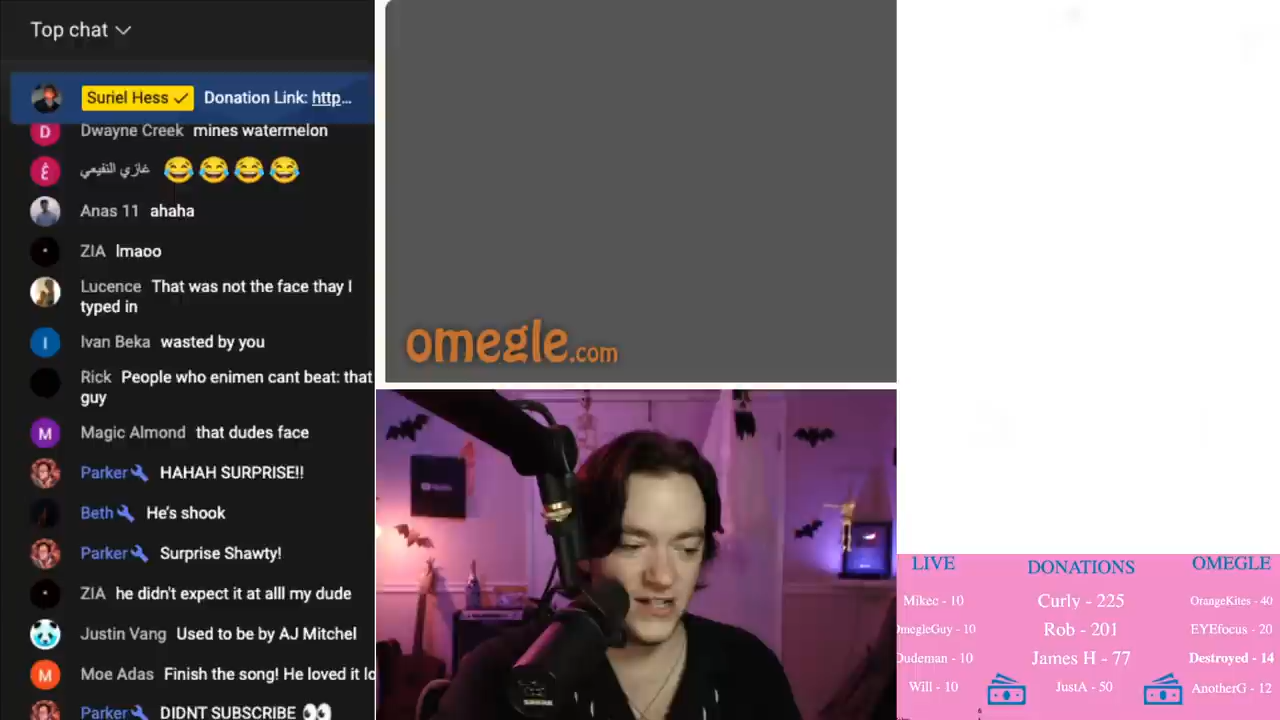 Top chat
Suriel Hess Donation Link: http...
Dwayne Creek mines watermelon
غازي النفيعي 😂😂😂😂
Anas 11 ahaha
ZIA lmaoo
Lucence That was not the face thay I
typed in
Ivan Beka wasted by you
Rick People who enimen cant beat: that
guy
Magic Almond that dudes face
Parker HAHAH SURPRISE!!
Beth He's shook
Parker Surprise Shawty!
ZIA he didn't expect it at alll my dude
Justin Vang Used to be by AJ Mitchel
Moe Adas Finish the song! He loved it lo
Parker DIDNT SUBSCRIBE 👀
omegle.com
LIVE
Mikec - 10
OmegleGuy - 10
Dudeman - 10
Will - 10
DONATIONS
Curly - 225
Rob - 201
James H - 77
JustA - 50
OMEGLE
OrangeKites - 40
EYEfocus - 20
Destroyed - 14
AnotherG - 12